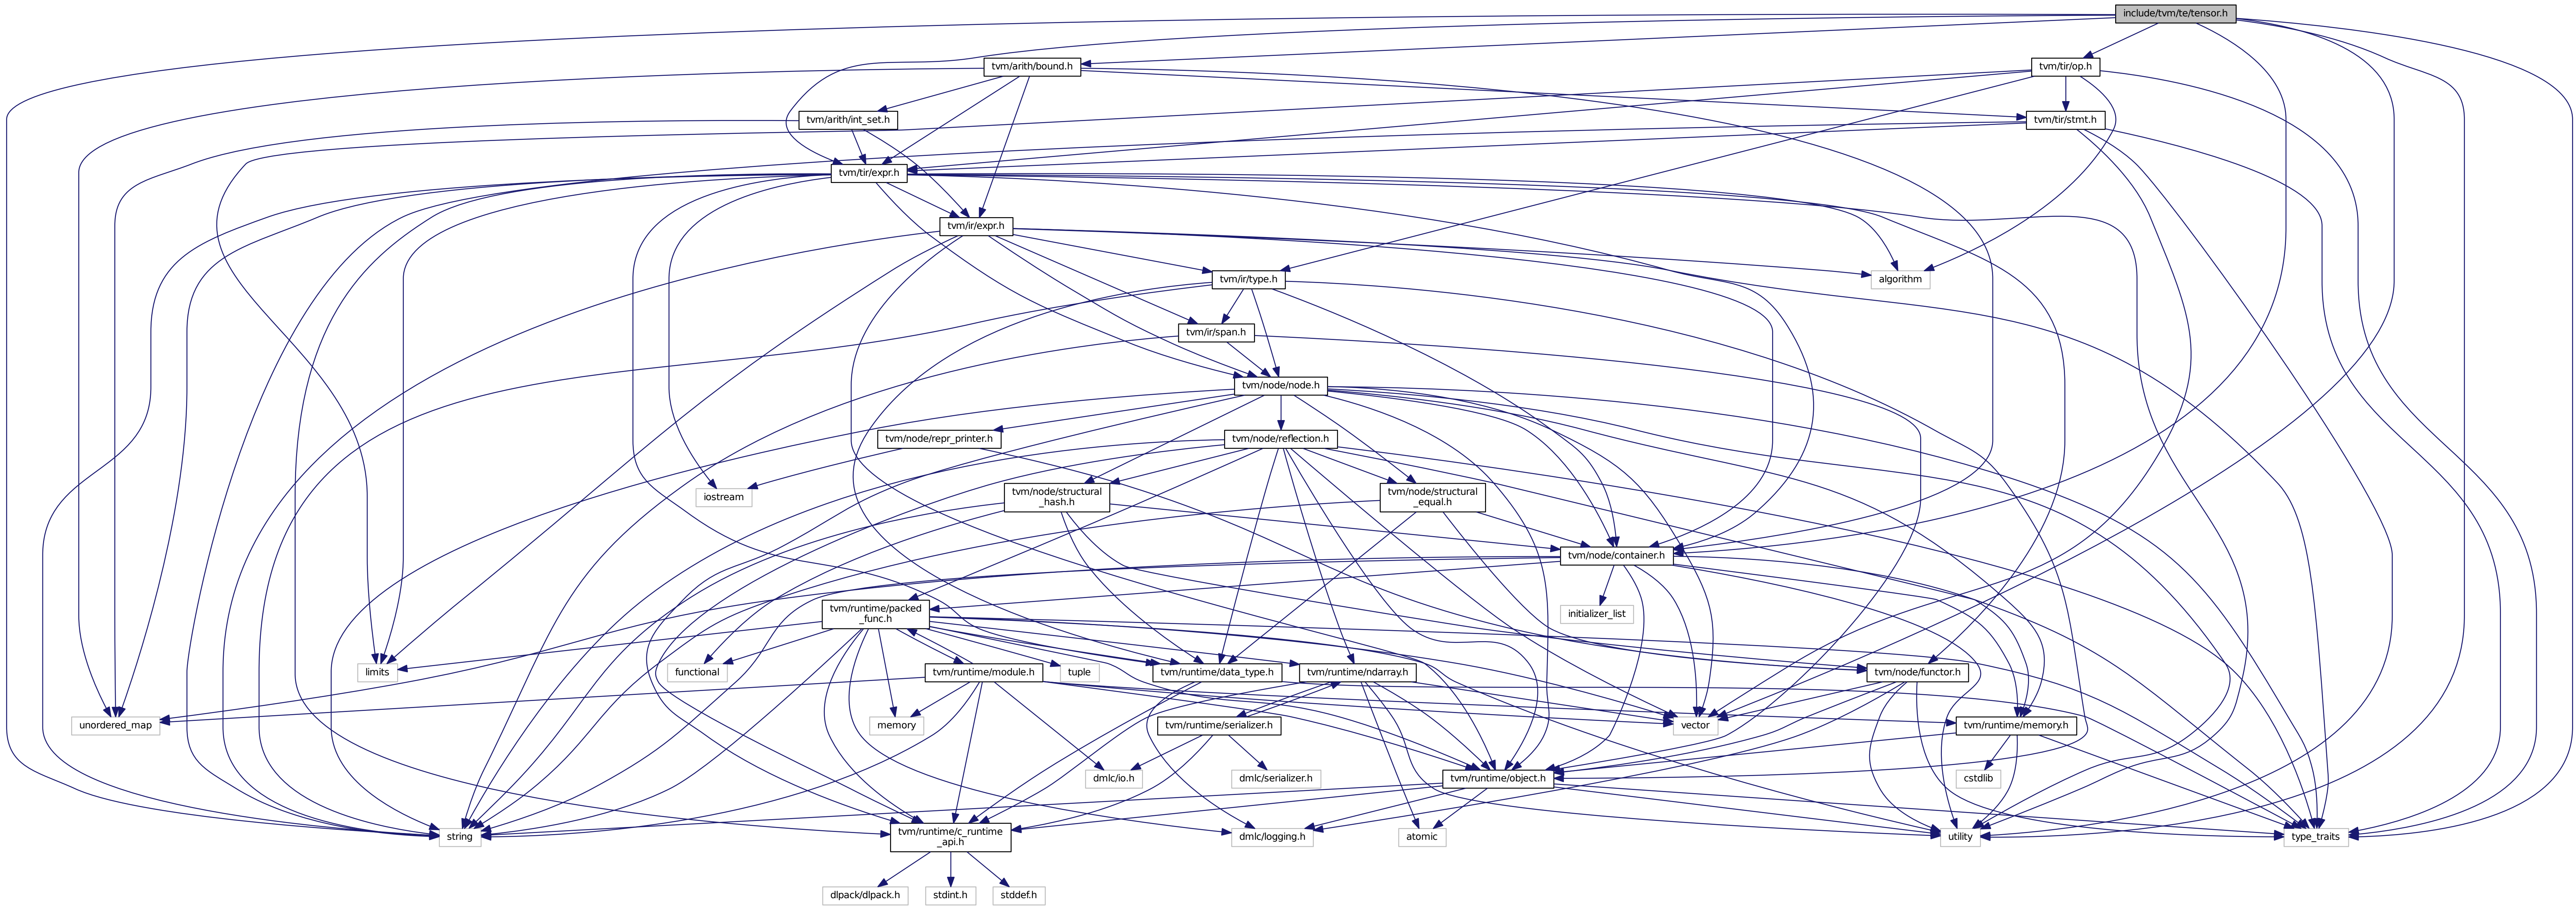 include/tvm/te/tensor.h
tvm/arith/bound.h
tvm/tir/op.h
tvm/arith/int_set.h
tvm/tir/stmt.h
tvm/tir/expr.h
tvm/ir/expr.h
tvm/ir/type.h
algorithm
tvm/ir/span.h
tvm/node/node.h
tvm/node/repr_printer.h
tvm/node/reflection.h
iostream
tvm/node/structural
_hash.h
tvm/node/structural
_equal.h
tvm/node/container.h
tvm/runtime/packed
_func.h
initializer_list
limits
functional
tvm/runtime/module.h
tuple
tvm/runtime/data_type.h
tvm/runtime/ndarray.h
tvm/node/functor.h
unordered_map
memory
tvm/runtime/serializer.h
vector
tvm/runtime/memory.h
dmlc/io.h
dmlc/serializer.h
tvm/runtime/object.h
cstdlib
string
tvm/runtime/c_runtime
_api.h
dmlc/logging.h
atomic
utility
type_traits
dlpack/dlpack.h
stdint.h
stddef.h